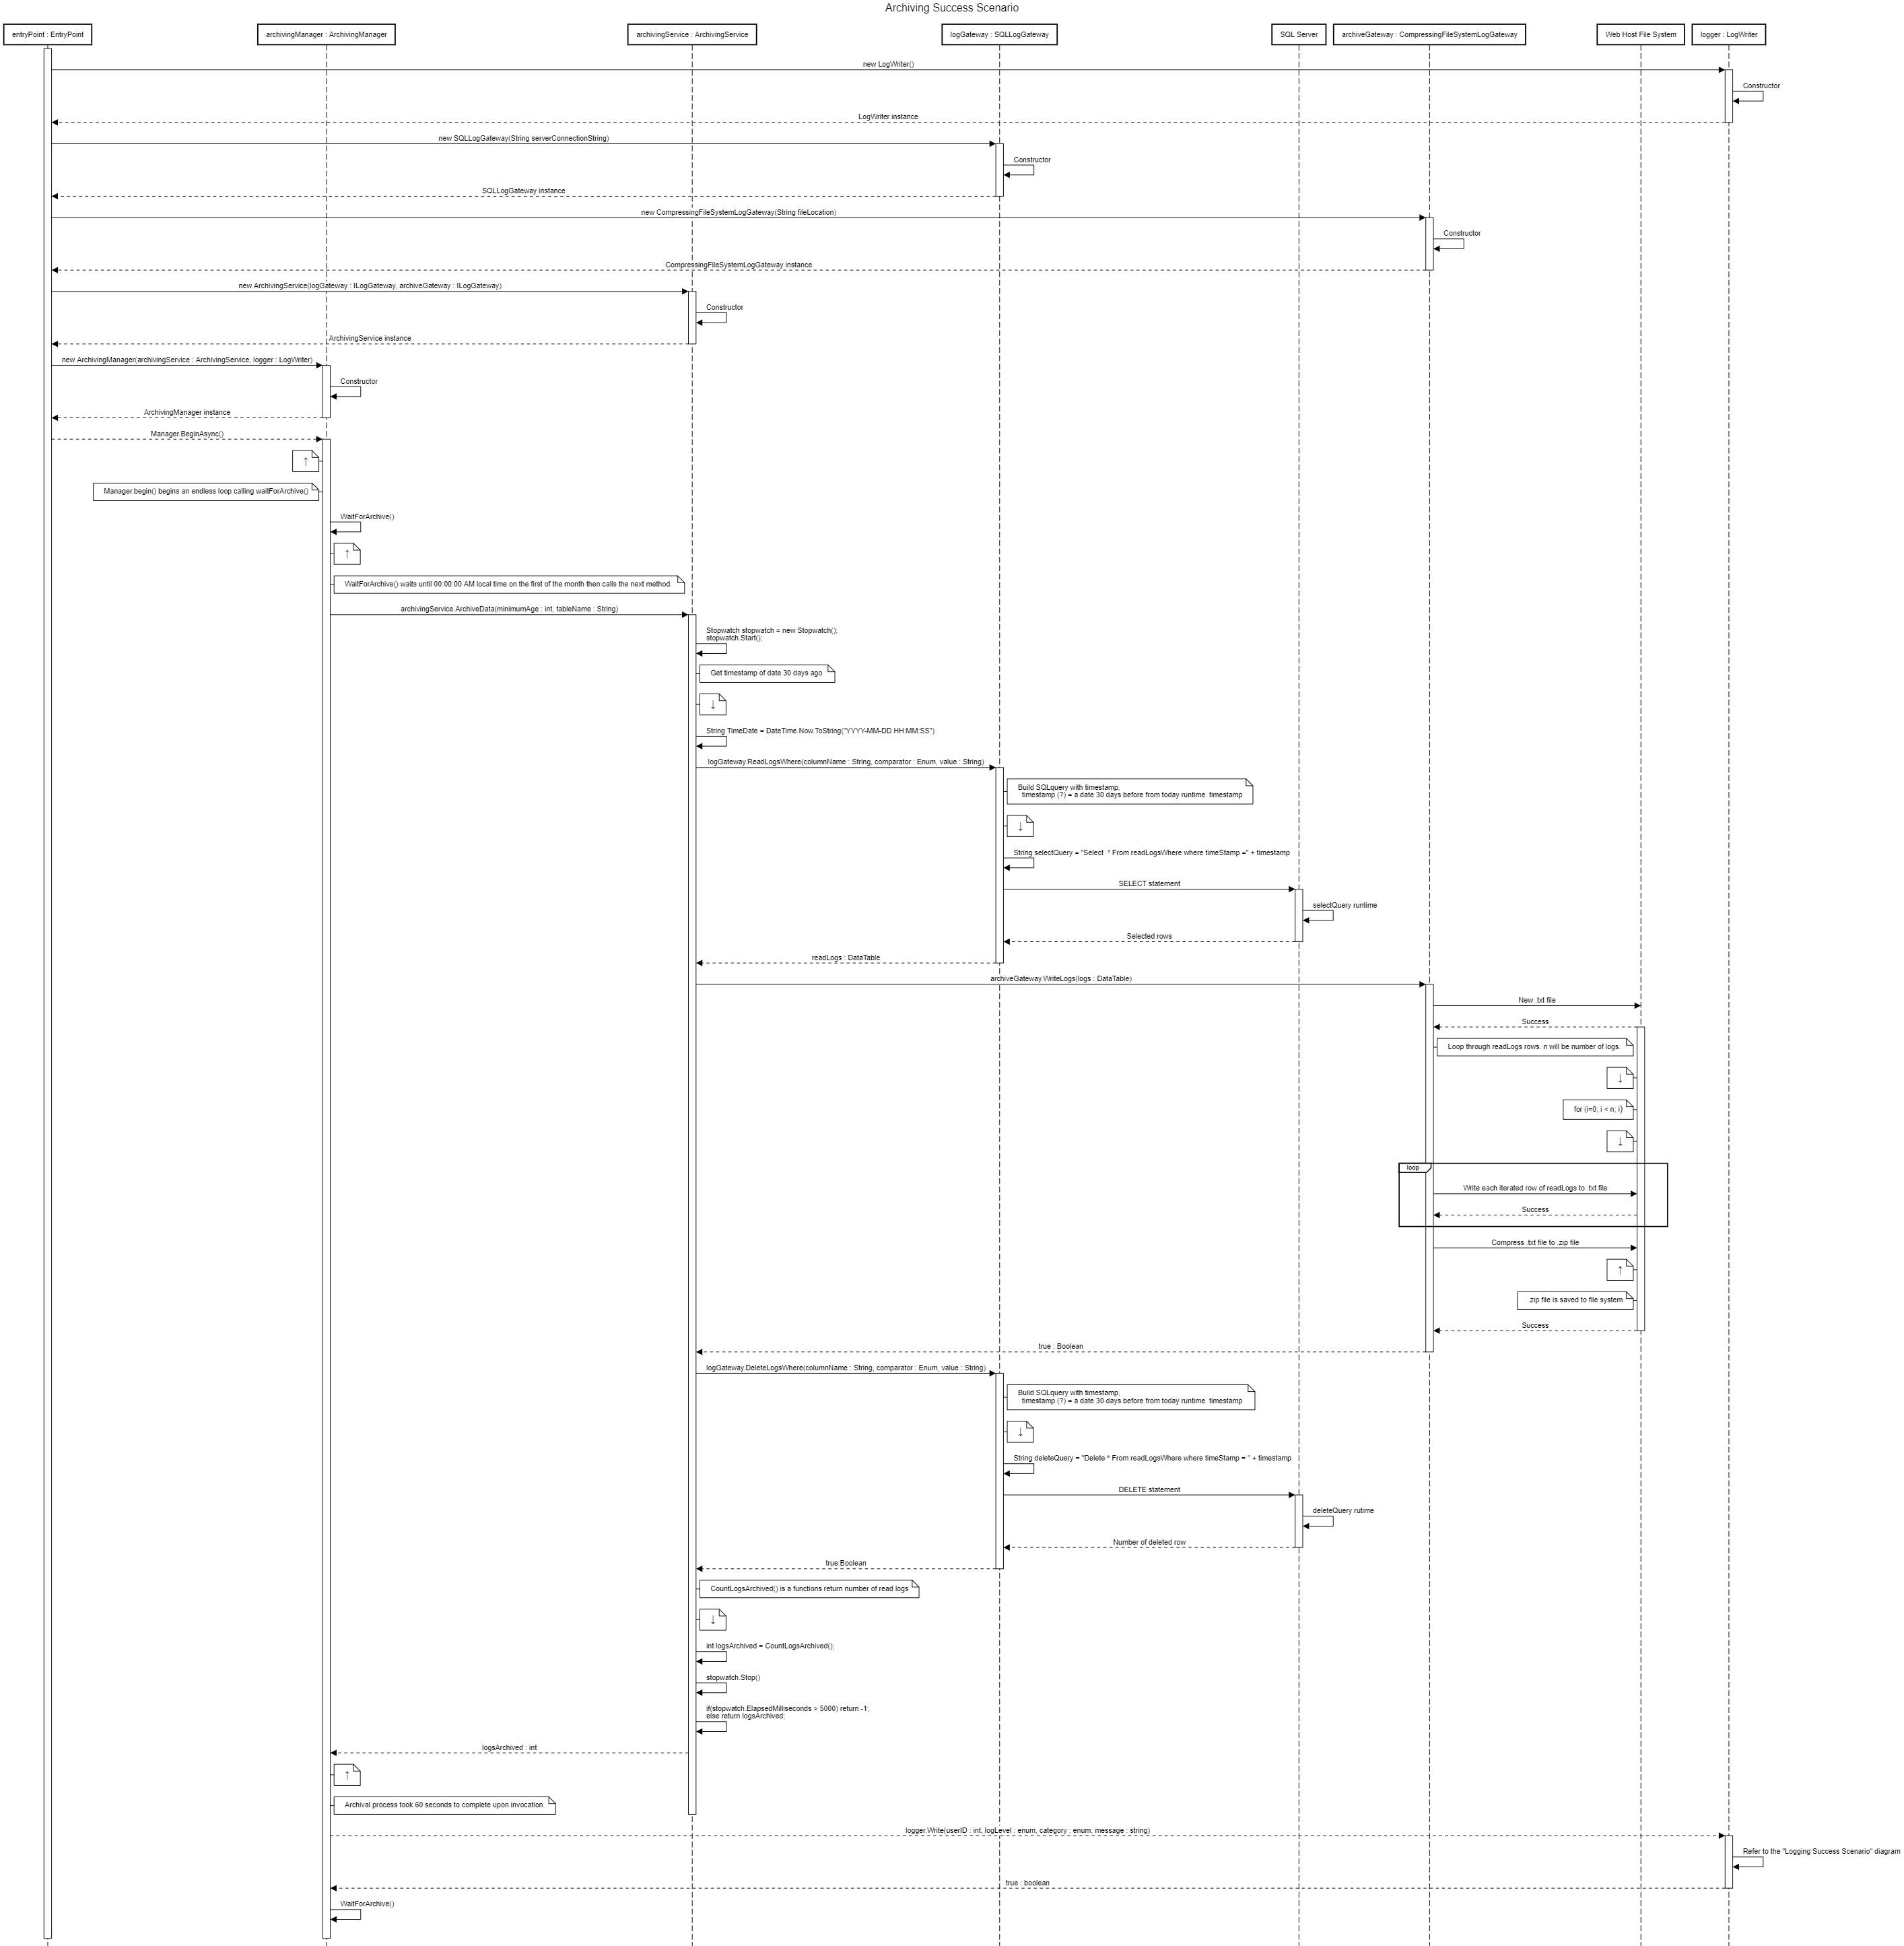 Archiving Success Scenario
entryPoint : EntryPoint
archivingManager : ArchivingManager
archivingService : ArchivingService
logGateway : SQLLogGateway
SQL Server
archiveGateway : CompressingFileSystemLogGateway
Web Host File System
logger : LogWriter
new LogWriter()
Constructor
LogWriter instance
new SQLLogGateway(String serverConnectionString)
Constructor
SQLLogGateway instance
new CompressingFileSystemLogGateway(String fileLocation)
Constructor
CompressingFileSystemLogGateway instance
new ArchivingService(logGateway : ILogGateway, archiveGateway : ILogGateway)
Constructor
ArchivingService instance
new ArchivingManager(archivingService : ArchivingService, logger : LogWriter)
Constructor
ArchivingManager instance
Manager.BeginAsync()
↑
Manager.begin() begins an endless loop calling waitForArchive()
WaitForArchive()
↑
WaitForArchive() waits until 00:00:00 AM local time on the first of the month then calls the next method.
archivingService.ArchiveData(minimumAge : int, tableName : String)
Stopwatch stopwatch = new Stopwatch();
stopwatch.Start();
Get timestamp of date 30 days ago
↓
String TimeDate = DateTime.Now.ToString("YYYY-MM-DD HH:MM:SS")
logGateway.ReadLogsWhere(columnName : String, comparator : Enum, value : String)
Build SQLquery with timestamp,
timestamp (?) = a date 30 days before from today runtime  timestamp
↓
String selectQuery = "Select  * From readLogsWhere where timeStamp =" + timestamp
SELECT statement
selectQuery runtime
Selected rows
readLogs : DataTable
archiveGateway.WriteLogs(logs : DataTable)
New .txt file
Success
Loop through readLogs rows. n will be number of logs.
↓
for (i=0; i < n; i)
↓
loop
Write each iterated row of readLogs to .txt file
Success
Compress .txt file to .zip file
↑
.zip file is saved to file system
Success
true : Boolean
logGateway.DeleteLogsWhere(columnName : String, comparator : Enum, value : String)
Build SQLquery with timestamp,
timestamp (?) = a date 30 days before from today runtime  timestamp
↓
String deleteQuery = "Delete * From readLogsWhere where timeStamp = " + timestamp
DELETE statement
deleteQuery rutime
Number of deleted row
true:Boolean
CountLogsArchived() is a functions return number of read logs
↓
int logsArchived = CountLogsArchived();
stopwatch.Stop()
if(stopwatch.ElapsedMilliseconds > 5000) return -1;
else return logsArchived;
logsArchived : int
↑
Archival process took 60 seconds to complete upon invocation.
logger.Write(userID : int, logLevel : enum, category : enum, message : string)
Refer to the "Logging Success Scenario" diagram
true : boolean
WaitForArchive()